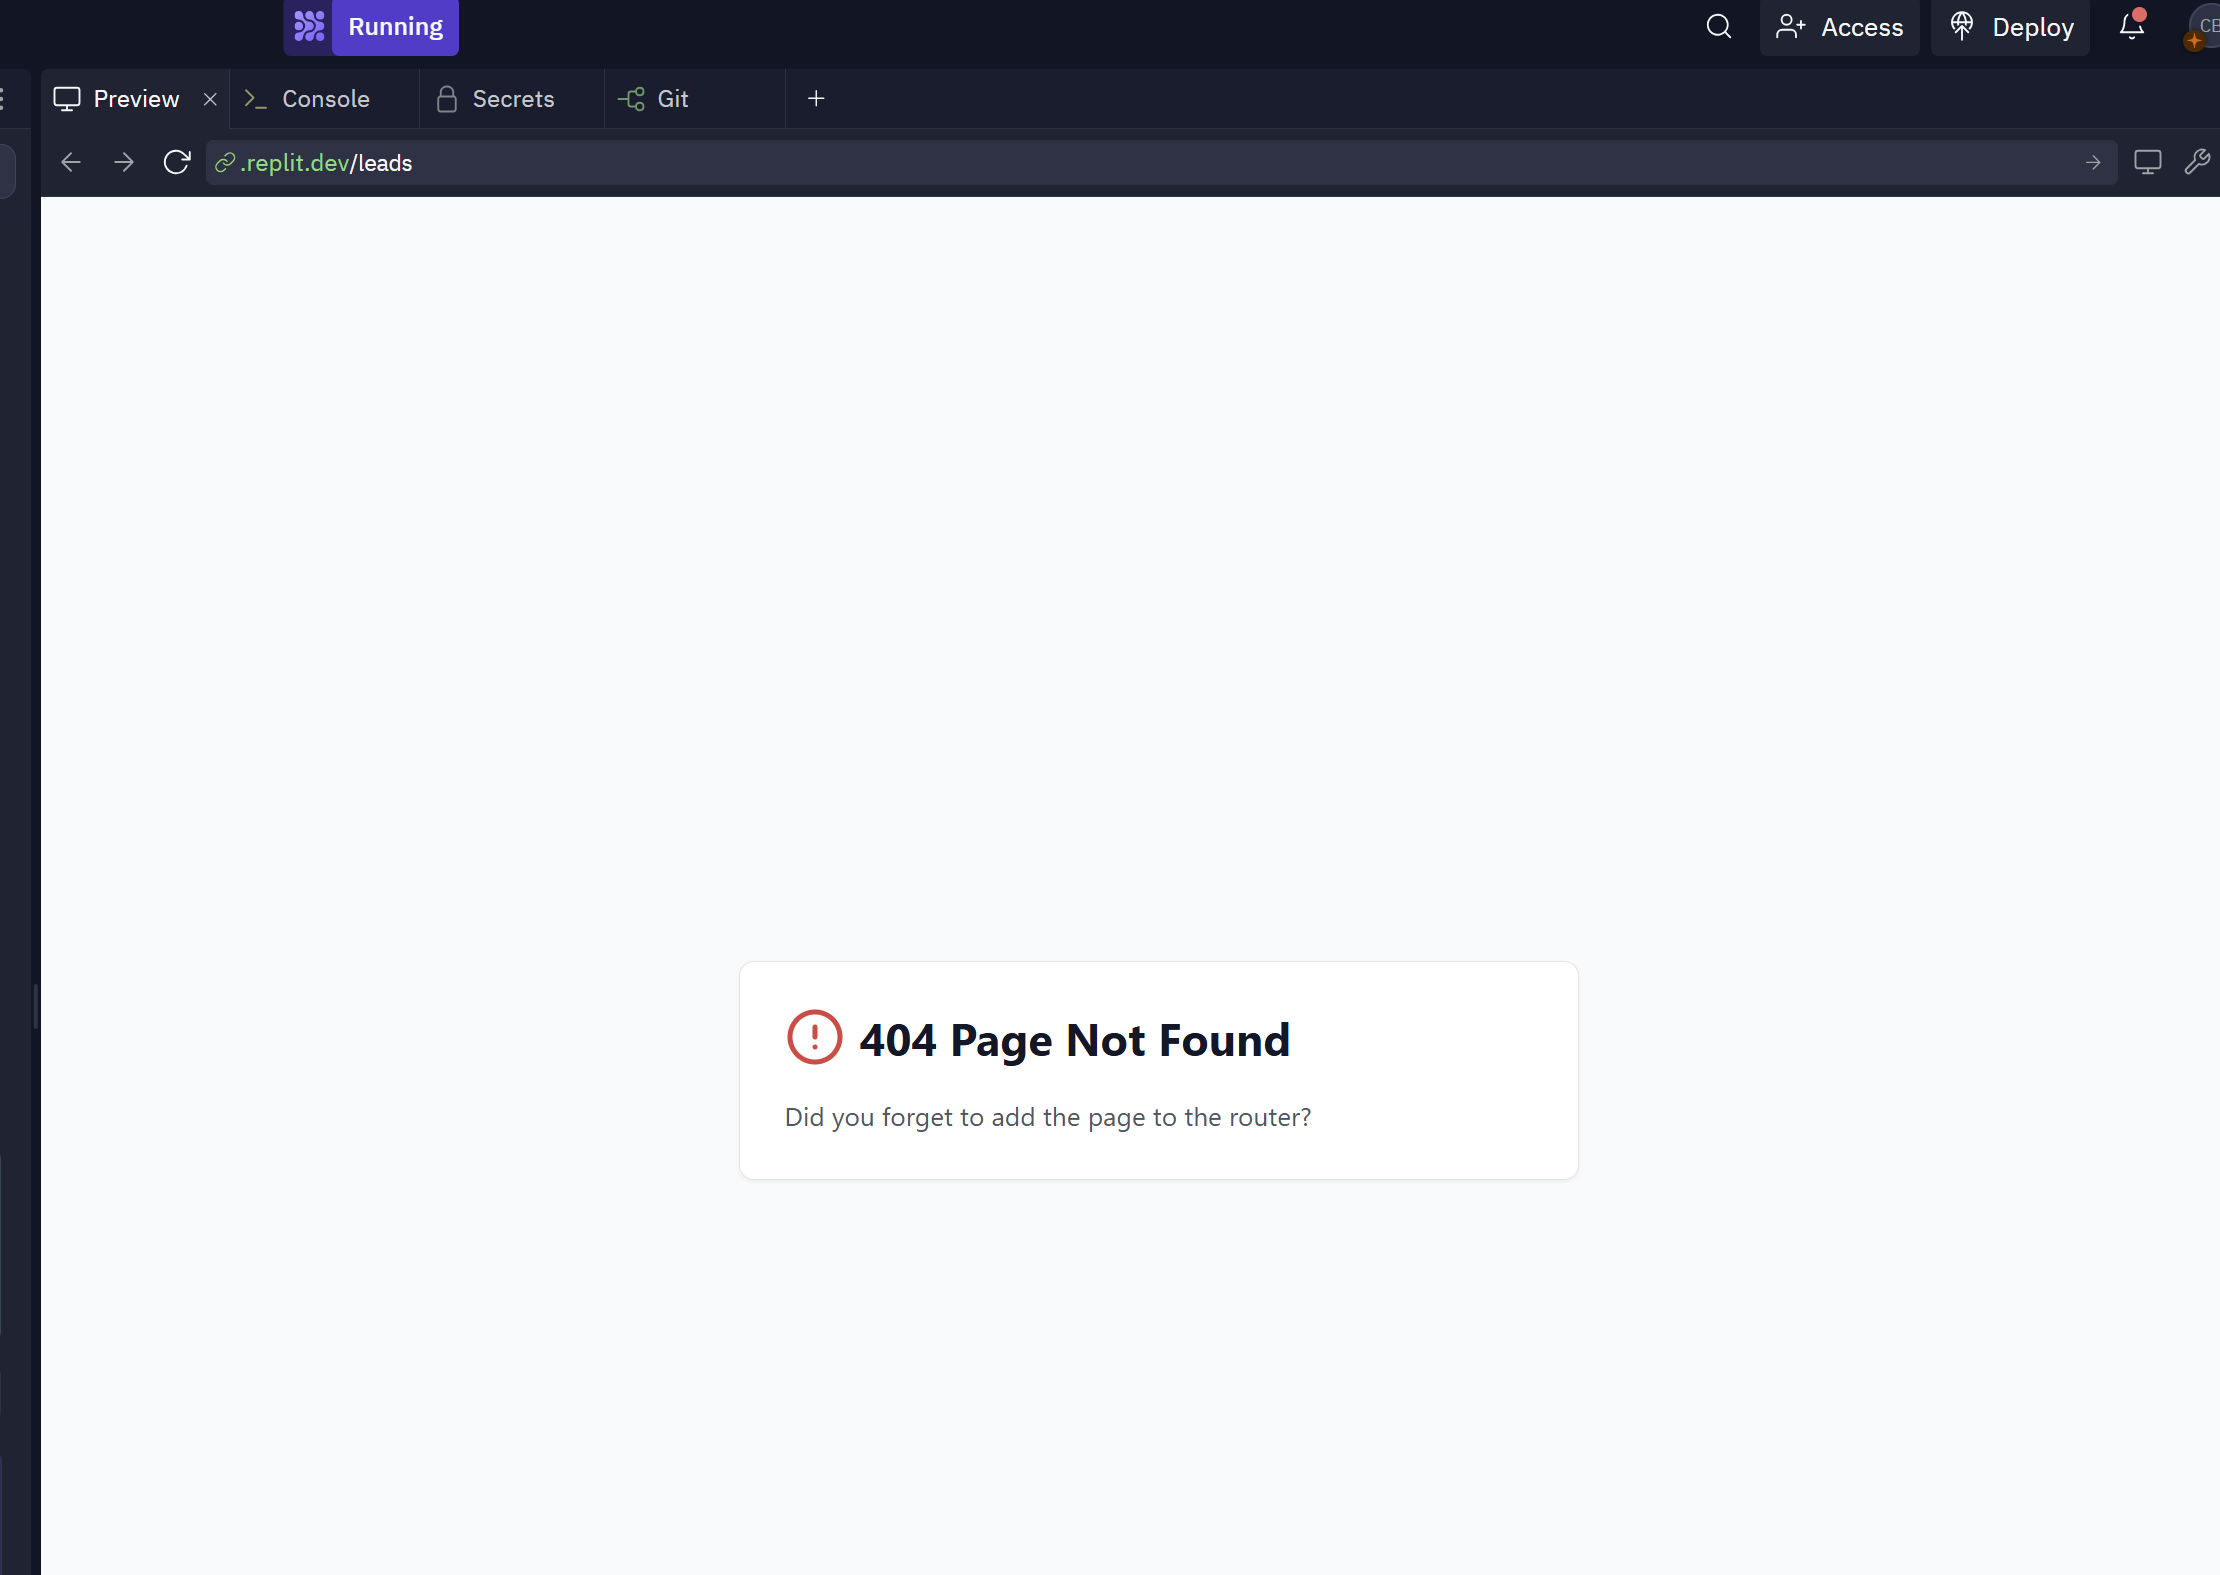 Running
Access
Deploy
CB
Preview
Console
Secrets
Git
.replit.dev/leads
404 Page Not Found
Did you forget to add the page to the router?